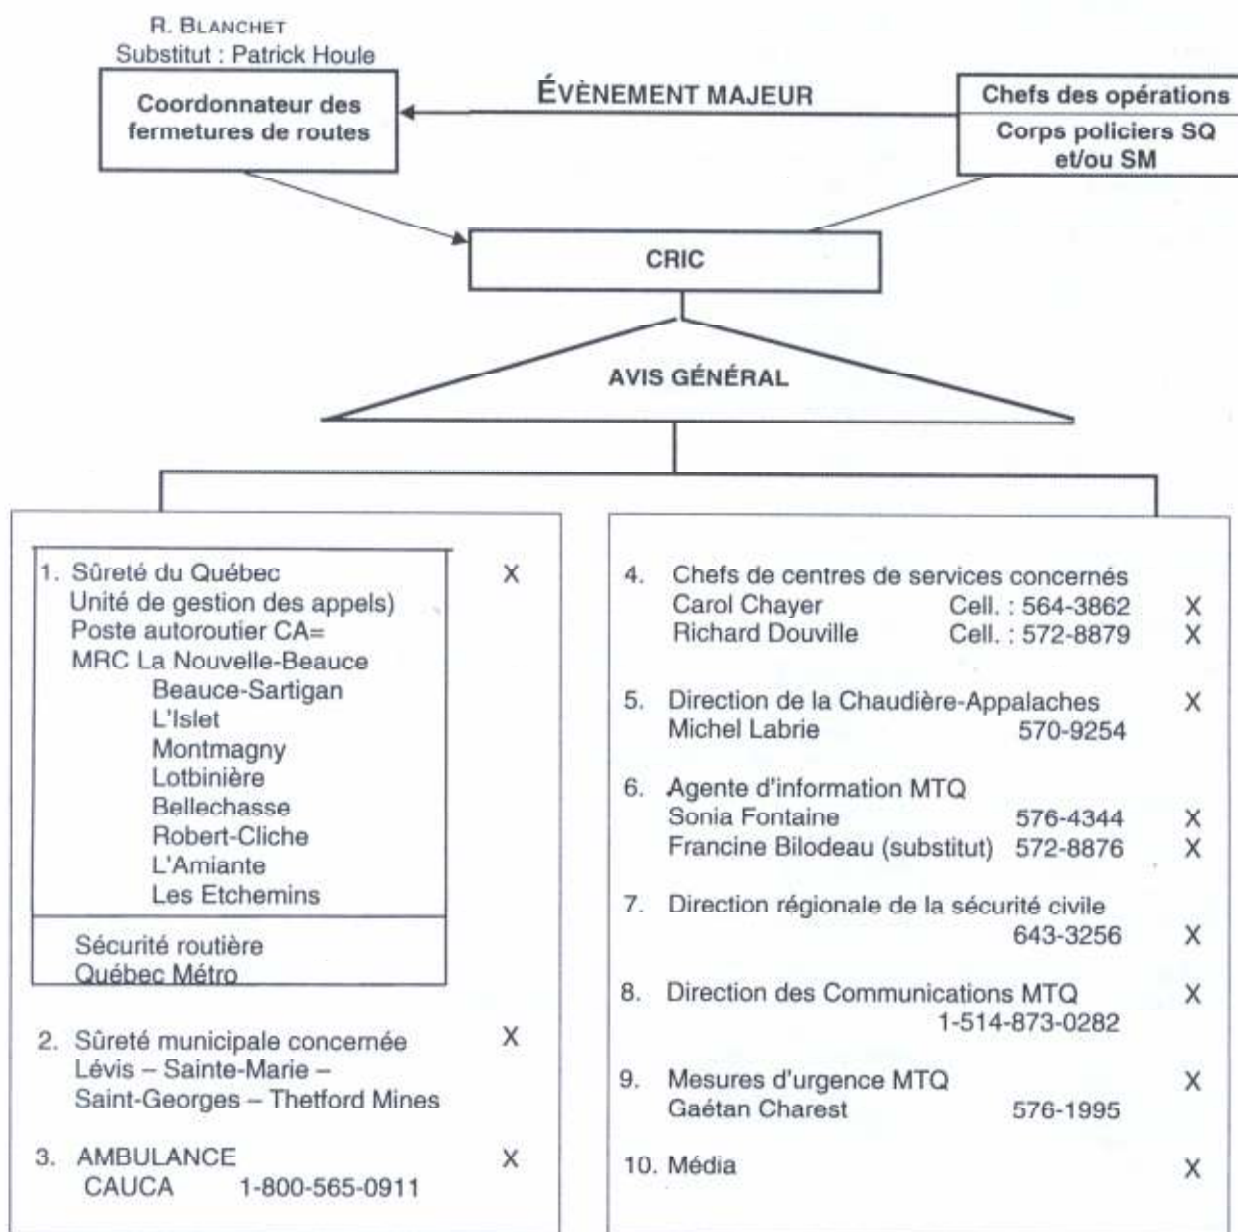 R. BLANCHET
Substitut : Patrick Houle
Coordonnateur des
fermetures de routes
ÉVÈNEMENT MAJEUR
Chefs des opérations
Corps policiers SQ
et/ou SM
CRIC
AVIS GÉNÉRAL
1. Sûreté du Québec X
Unité de gestion des appels)
Poste autoroutier CA=
MRC La Nouvelle-Beauce
Beauce-Sartigan
L'Islet
Montmagny
Lotbinière
Bellechasse
Robert-Cliche
L'Amiante
Les Etchemins
Sécurité routière
Québec Métro
2. Sûreté municipale concernée X
Lévis – Sainte-Marie –
Saint-Georges – Thetford Mines
3. AMBULANCE X
CAUCA 1-800-565-0911
4. Chefs de centres de services concernés
Carol Chayer Cell. : 564-3862 X
Richard Douville Cell. : 572-8879 X
5. Direction de la Chaudière-Appalaches X
Michel Labrie 570-9254
6. Agente d'information MTQ
Sonia Fontaine 576-4344 X
Francine Bilodeau (substitut) 572-8876 X
7. Direction régionale de la sécurité civile
643-3256 X
8. Direction des Communications MTQ X
1-514-873-0282
9. Mesures d'urgence MTQ X
Gaétan Charest 576-1995
10. Média X